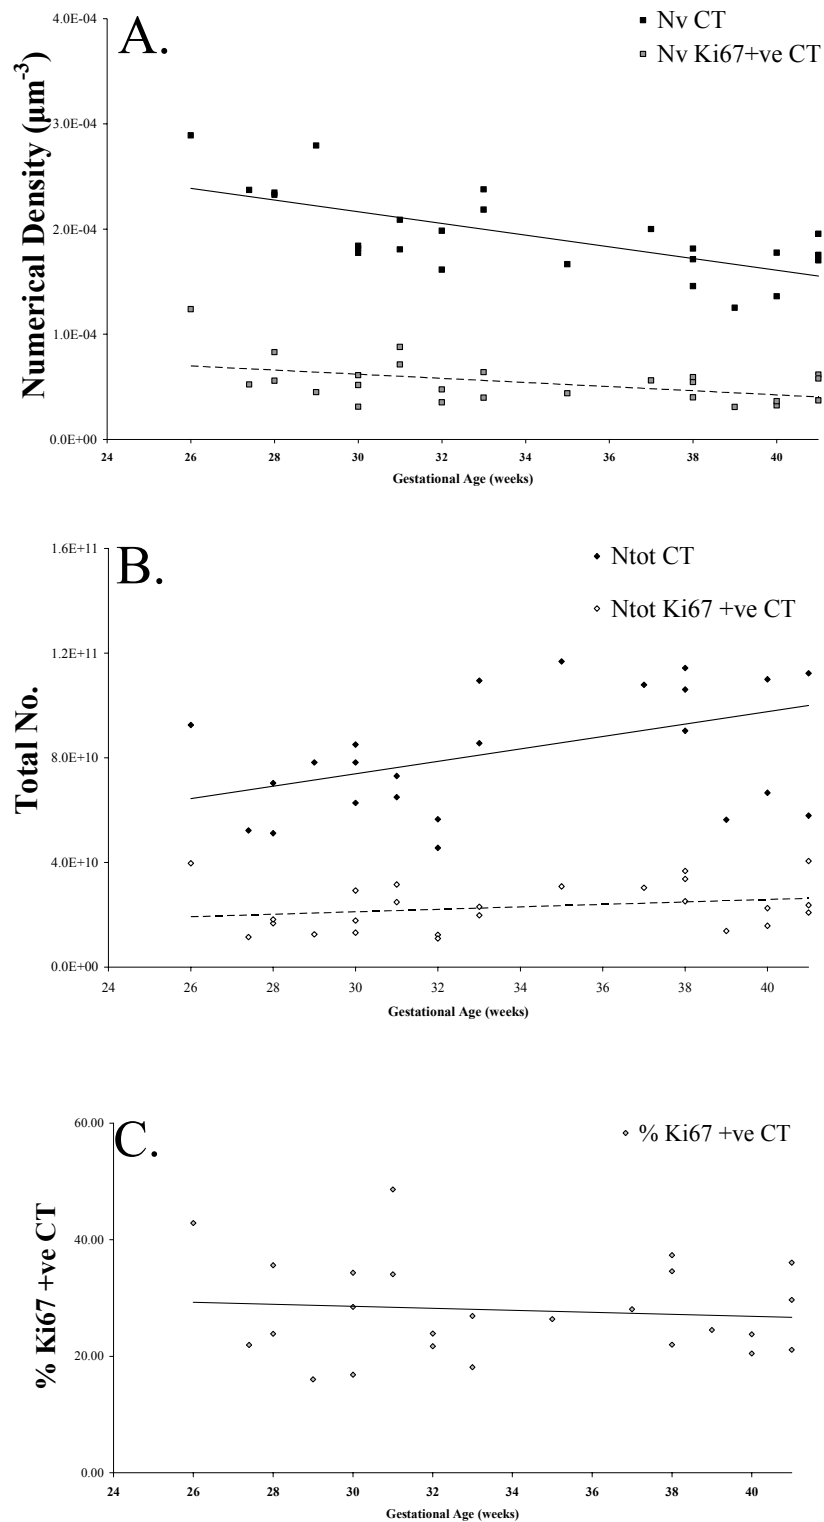 A.
Nv CT
Nv Ki67+ve CT
Numerical Density (µm⁻³)
4.0E-04
3.0E-04
2.0E-04
1.0E-04
0.0E+00
24 26 28 30 32 34 36 38 40
Gestational Age (weeks)
B.
Ntot CT
Ntot Ki67 +ve CT
Total No.
1.6E+11
1.2E+11
8.0E+10
4.0E+10
0.0E+00
24 26 28 30 32 34 36 38 40
Gestational Age (weeks)
C.
% Ki67 +ve CT
% Ki67 +ve CT
60.00
40.00
20.00
0.00
24 26 28 30 32 34 36 38 40
Gestational Age (weeks)